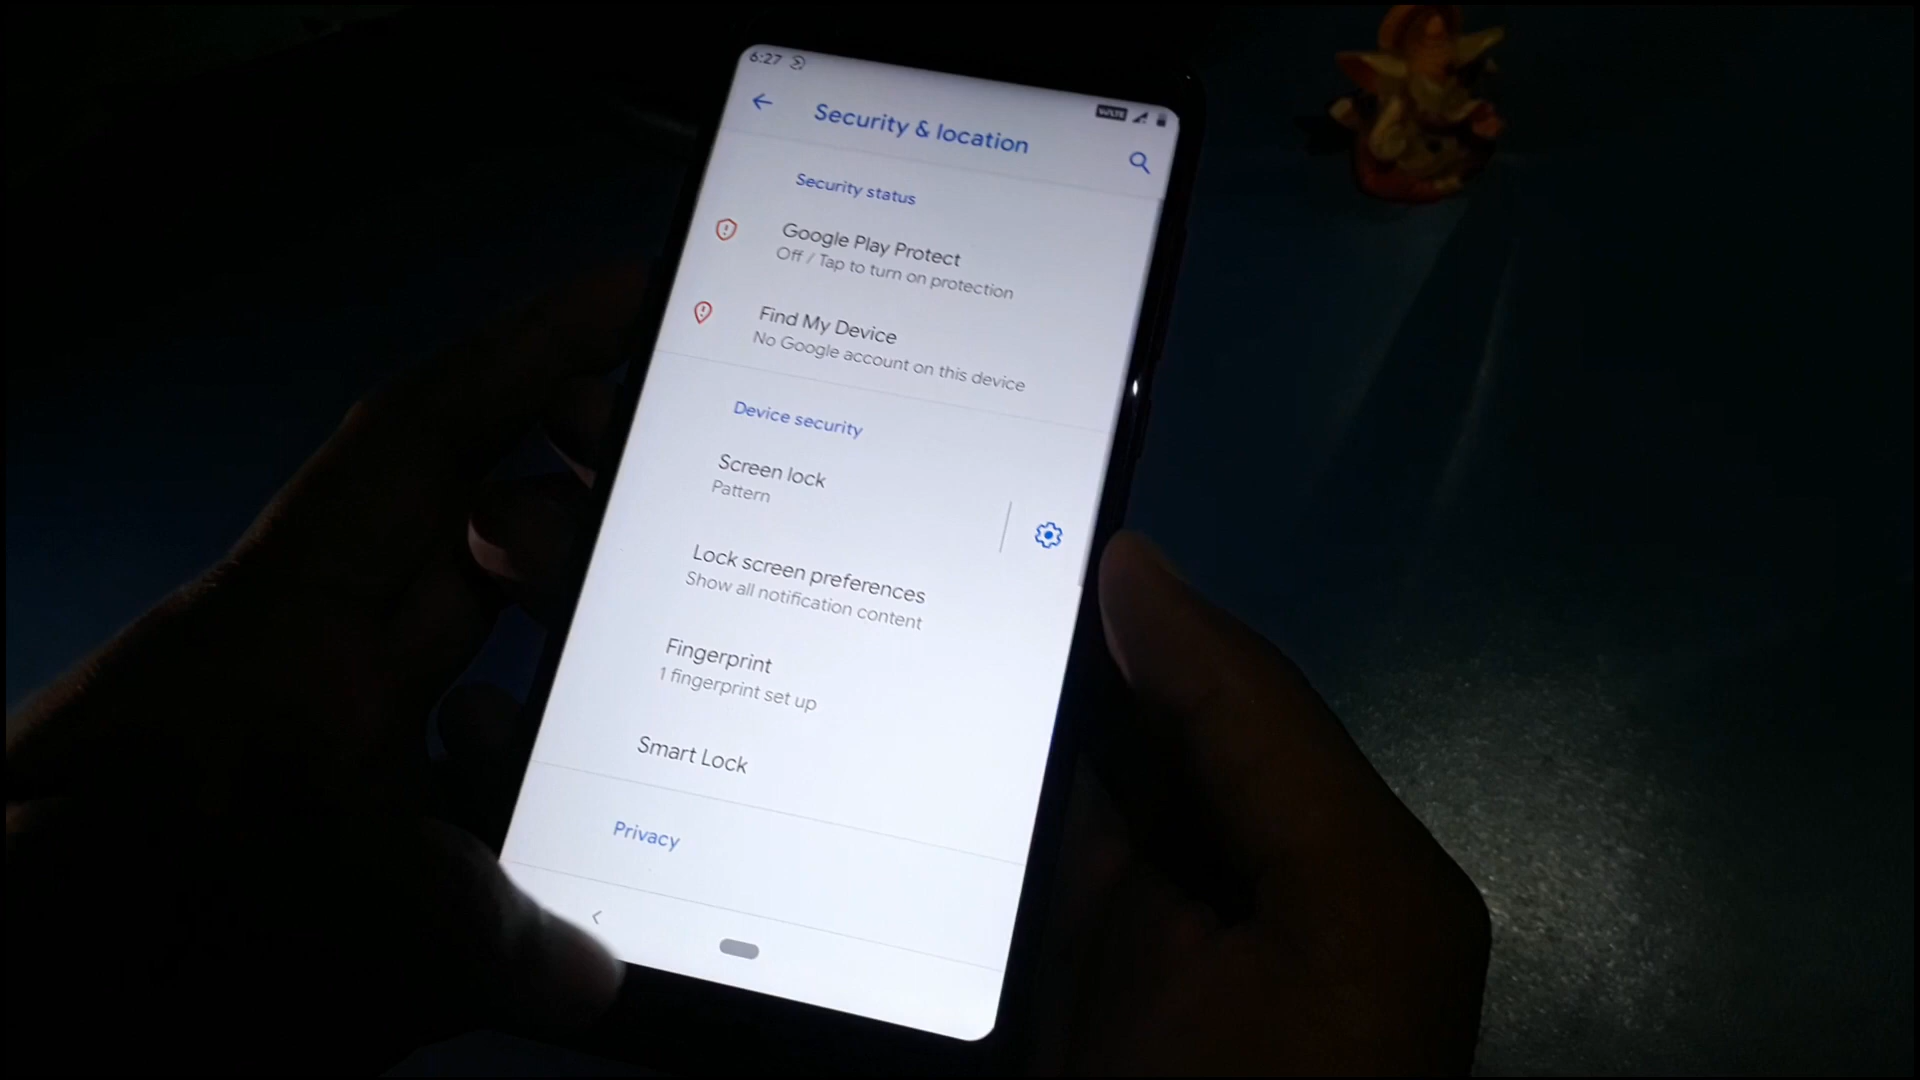 6:27
VoLTE
Security & location
Security status
Google Play Protect
Off / Tap to turn on protection
Find My Device
No Google account on this device
Device security
Screen lock
Pattern
Lock screen preferences
Show all notification content
Fingerprint
1 fingerprint set up
Smart Lock
Privacy